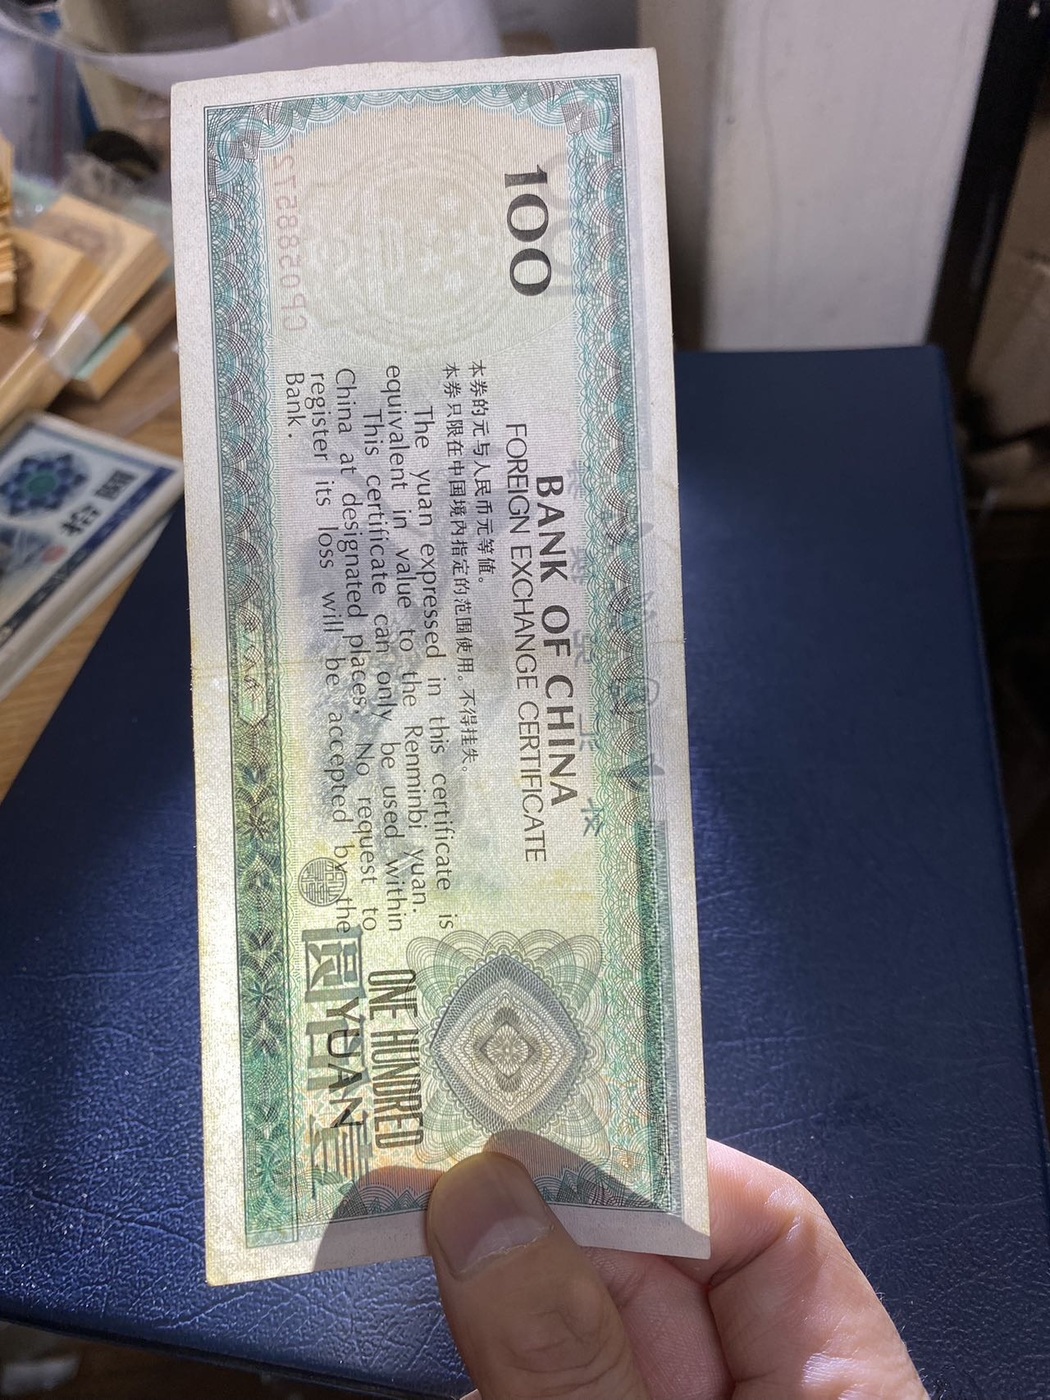 100
BANK OF CHINA
FOREIGN EXCHANGE CERTIFICATE
本券的元与人民币元等值。
本券只限在中国境内指定的范围使用。不得挂失。
The yuan expressed in this certificate is
equivalent in value to the Renminbi yuan.
This certificate can only be used within
China at designated places. No request to
register its loss will be accepted by the
Bank.
ONE HUNDRED
YUAN